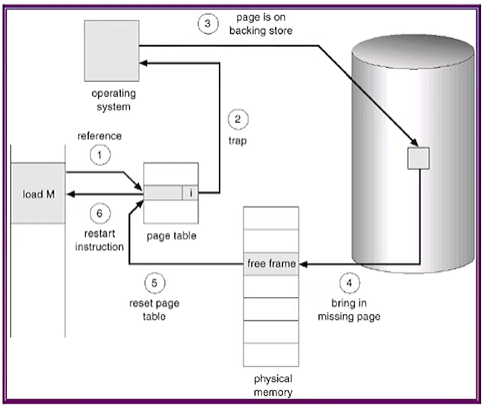 3
page is on
backing store
operating
system
2
trap
reference
1
load M
i
6
restart
instruction
page table
free frame
5
reset page
table
4
bring in
missing page
physical
memory